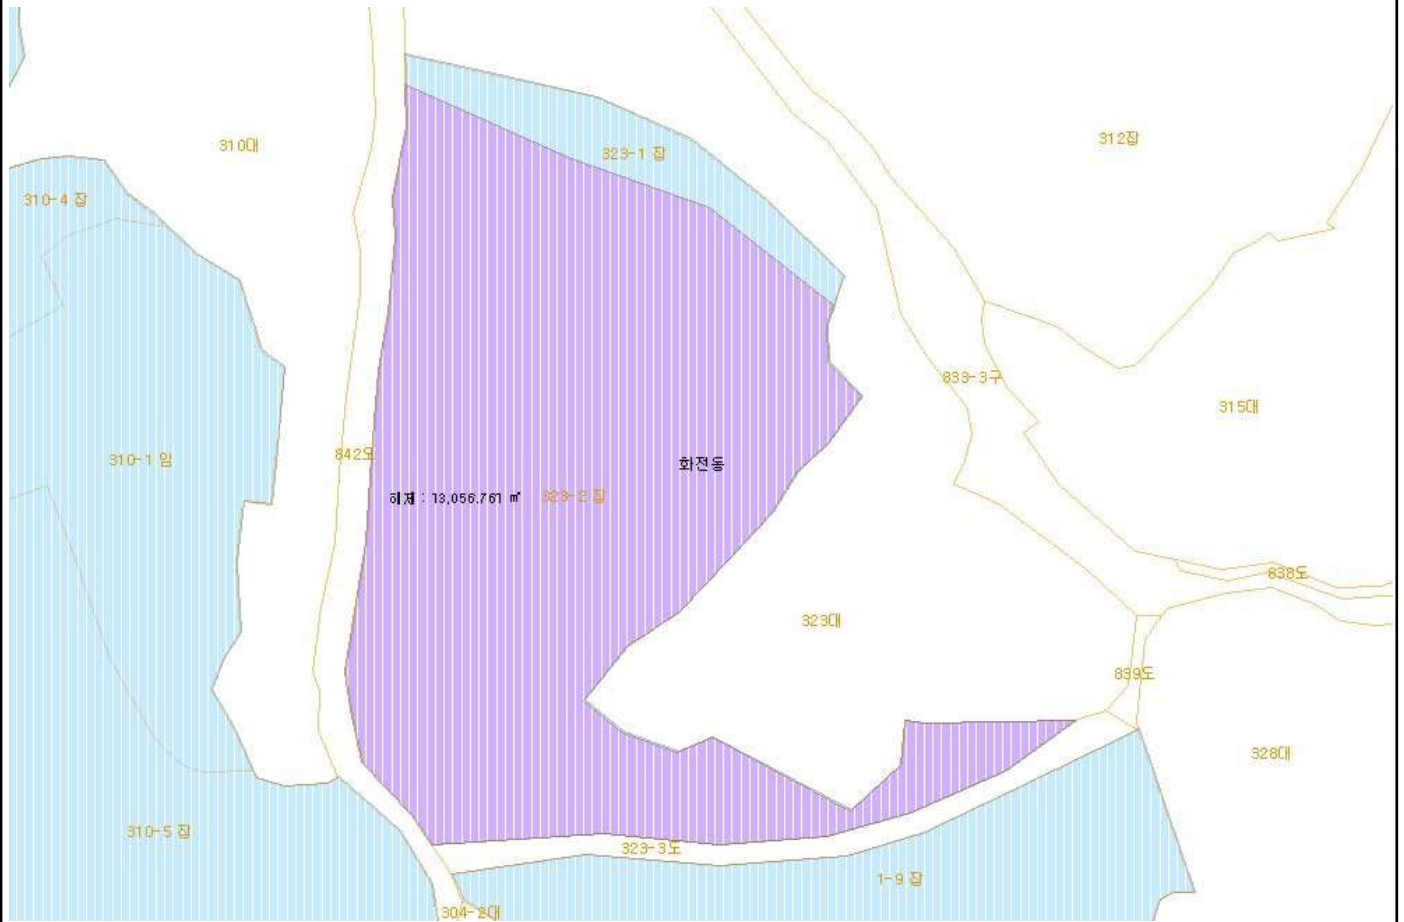 312잡
310대
323-1 잡
310-4 잡
833-3구
315대
842도
310-1 임
화전동
해제 : 13,056.761 ㎡
323-2 잡
838도
323대
839도
328대
310-5 잡
323-3도
1-9 잡
304-2대